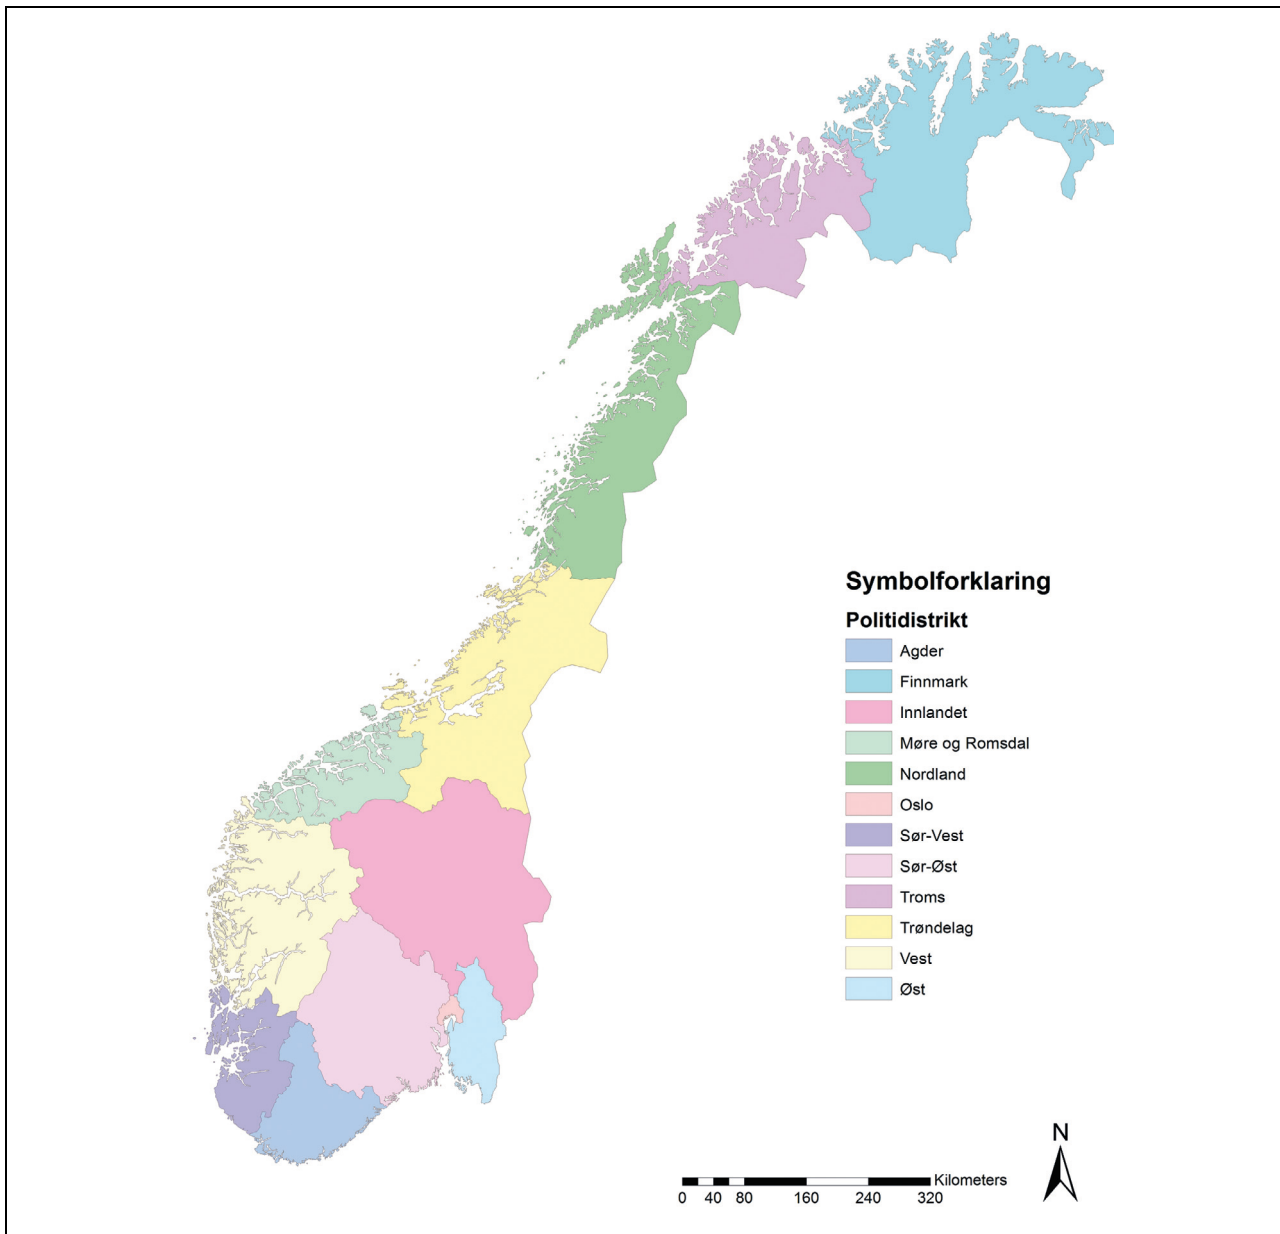 Symbolforklaring
Politidistrikt
Agder
Finnmark
Innlandet
Møre og Romsdal
Nordland
Oslo
Sør-Vest
Sør-Øst
Troms
Trøndelag
Vest
Øst
N
Kilometers
0 40 80 160 240 320